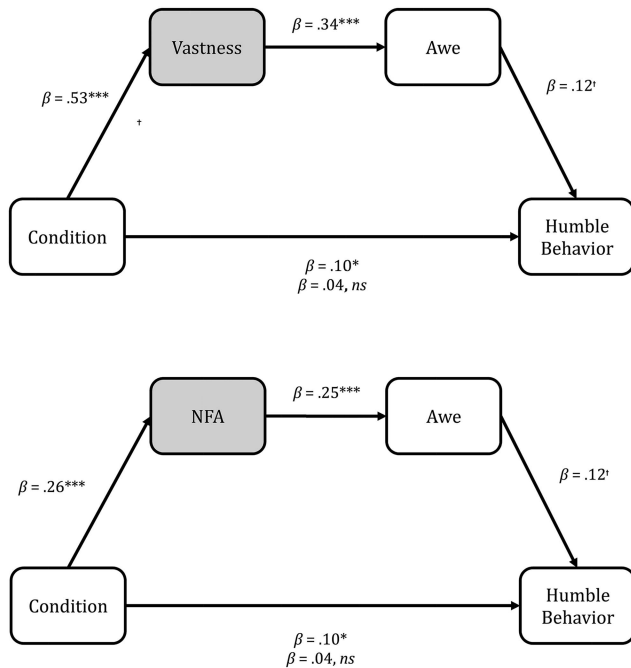 β = .34***
Vastness
Awe
β = .53***
β = .12†
†
Condition
Humble
Behavior
β = .10*
β = .04, ns
β = .25***
NFA
Awe
β = .26***
β = .12†
Condition
Humble
Behavior
β = .10*
β = .04, ns